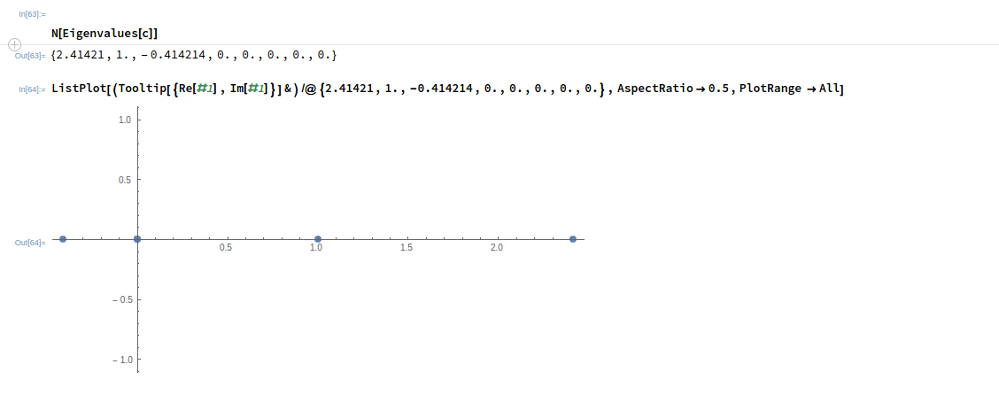 In[63]:=
N[Eigenvalues[c]]
Out[63]= {2.41421, 1., -0.414214, 0., 0., 0., 0., 0.}
In[64]:= ListPlot[(Tooltip[{Re[#1], Im[#1]}] &) /@ {2.41421, 1., -0.414214, 0., 0., 0., 0., 0.}, AspectRatio → 0.5, PlotRange → All]
1.0
0.5
Out[64]=
0.5 1.0 1.5 2.0
-0.5
-1.0